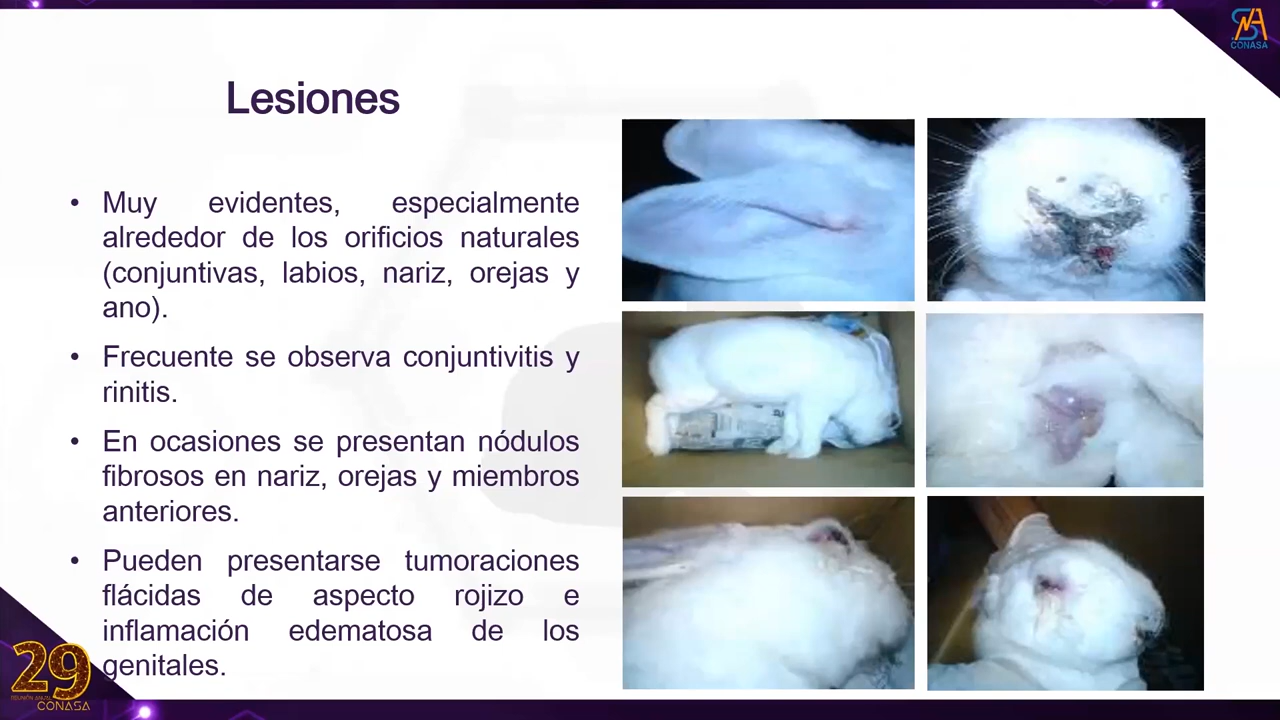 CONASA
Lesiones
• Muy evidentes, especialmente
alrededor de los orificios naturales
(conjuntivas, labios, nariz, orejas y
ano).
• Frecuente se observa conjuntivitis y
rinitis.
• En ocasiones se presentan nódulos
fibrosos en nariz, orejas y miembros
anteriores.
• Pueden presentarse tumoraciones
flácidas de aspecto rojizo e
inflamación edematosa de los
genitales.
29
REUNIÓN ANUAL
CONASA